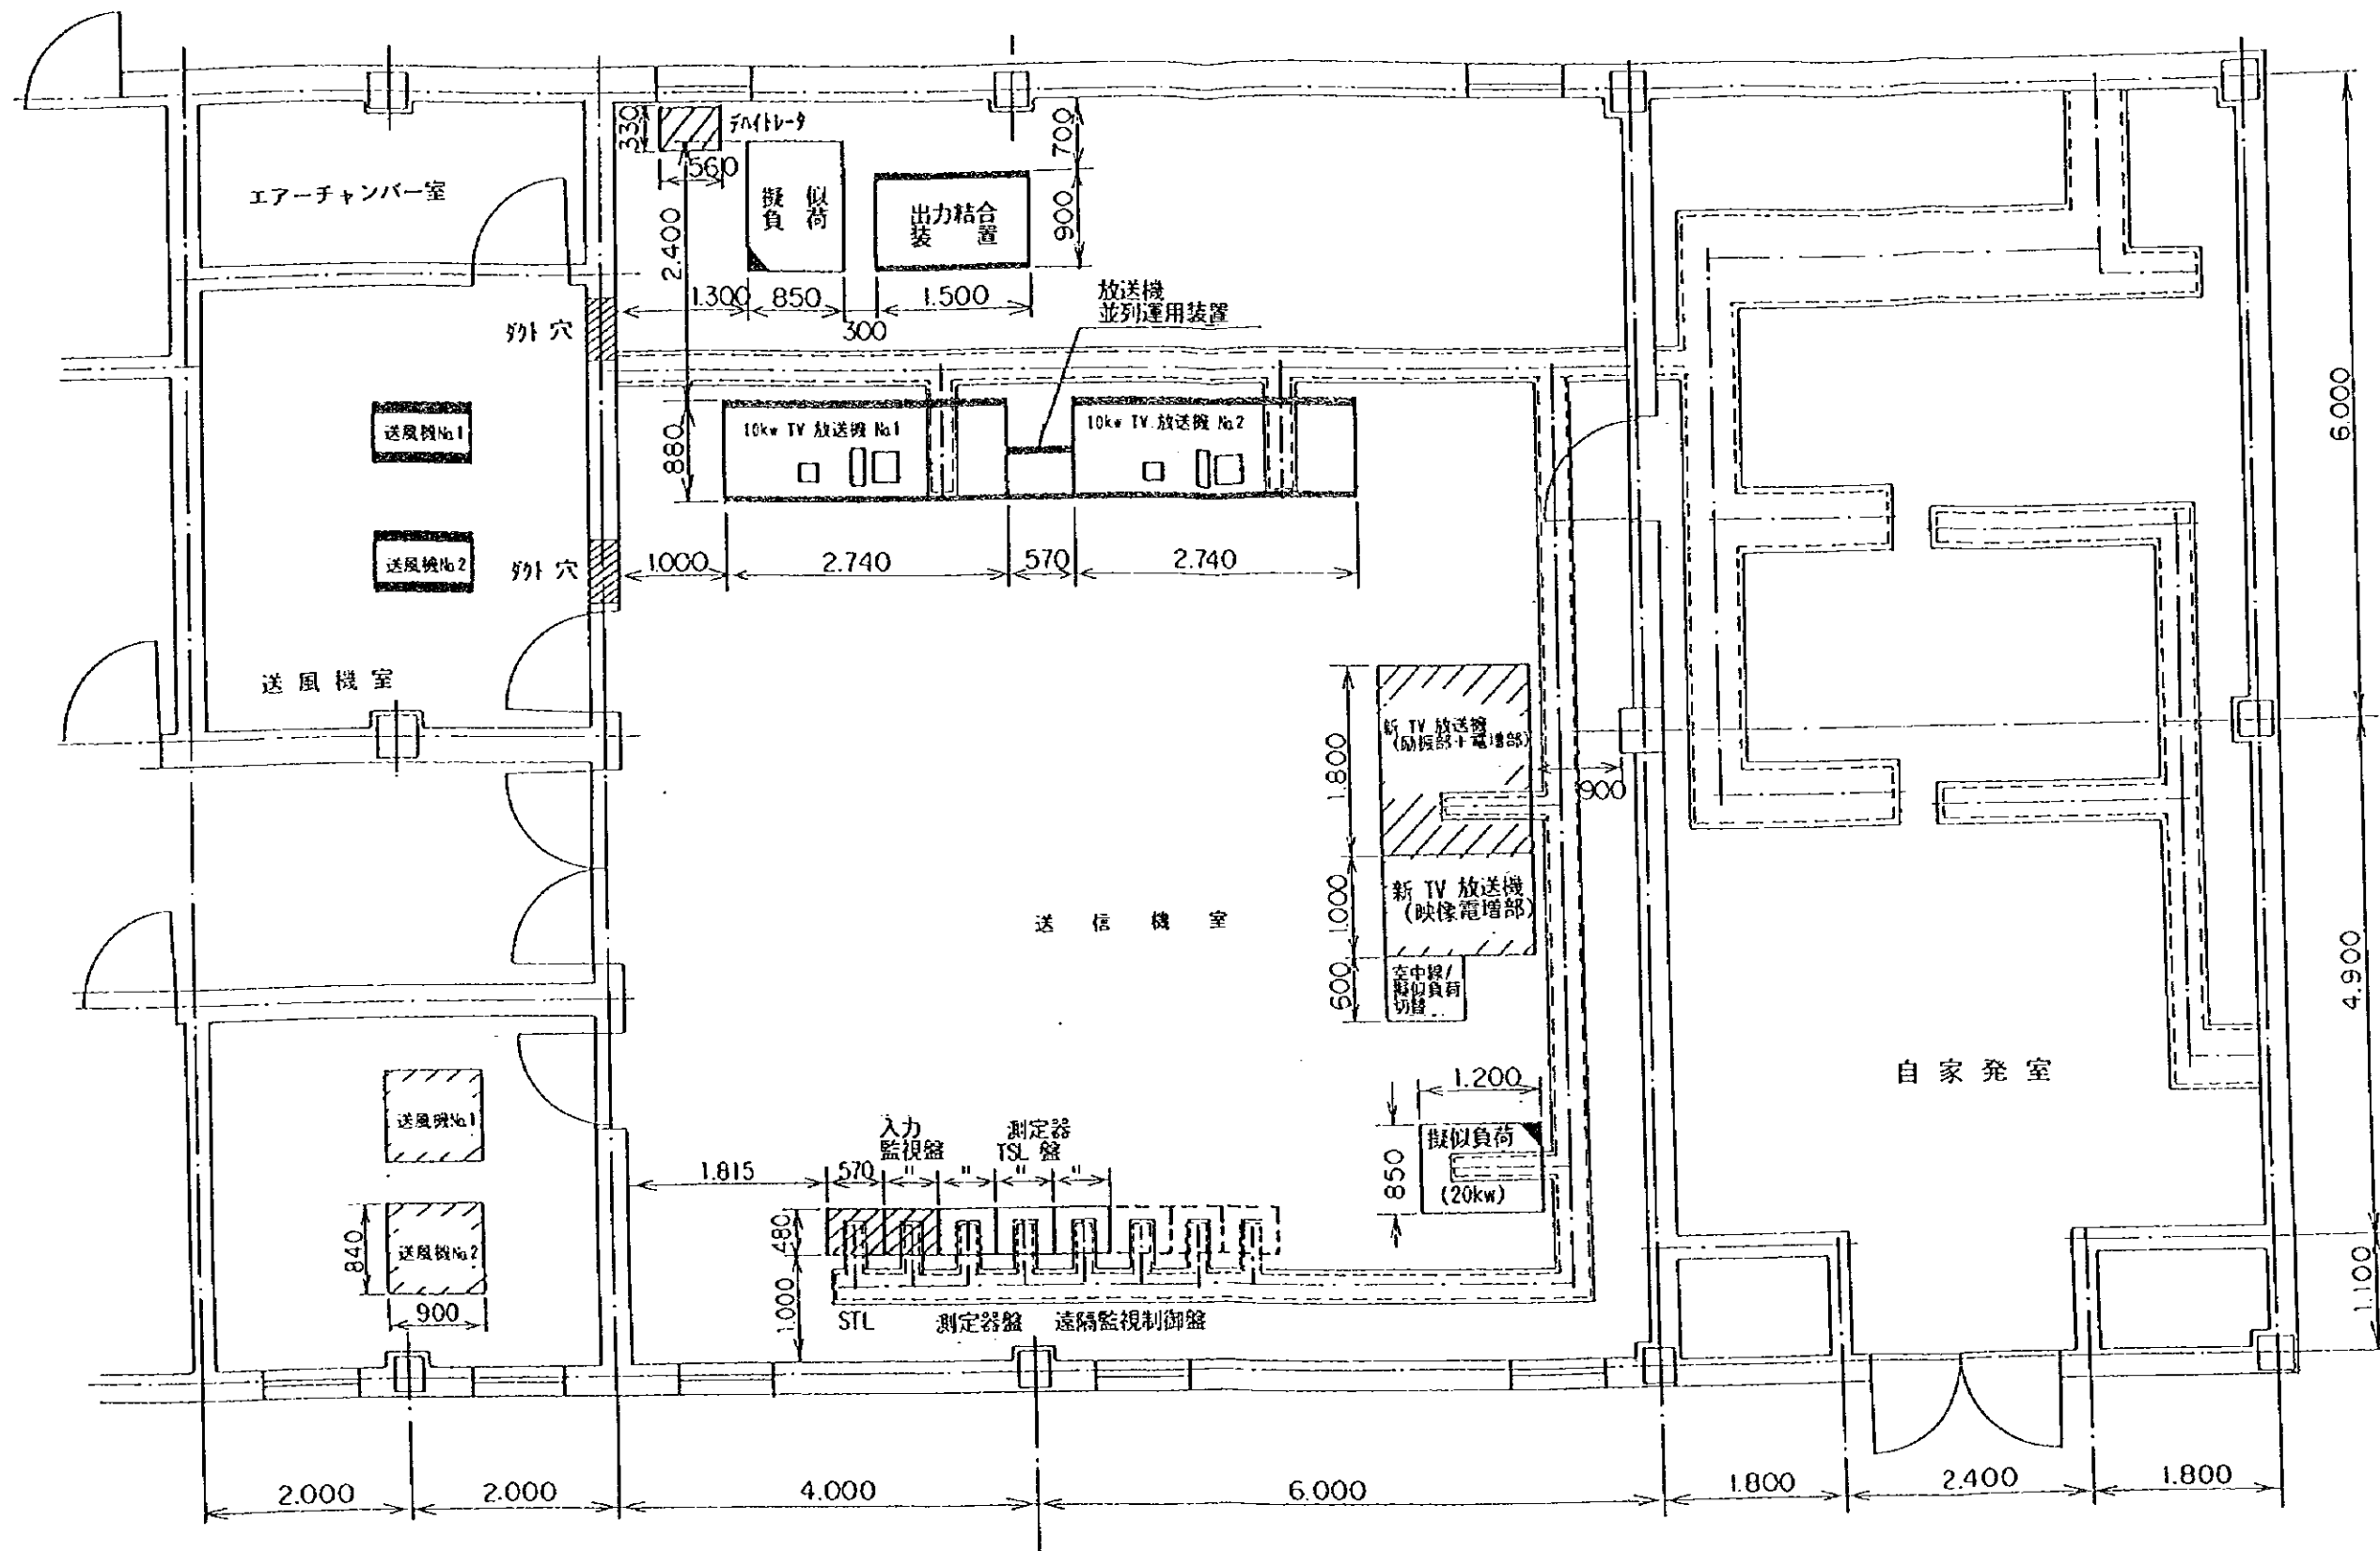 デハイドレータ
330
560
700
エアーチャンバー室
擬 似
負 荷
出力結合
装 置
900
2.400
1.300
850
300
1.500
放送機
並列運用装置
ダクト 穴
6.000
送風機No.1
10kw TV 放送機 No.1
10kw TV 放送機 No.2
880
送風機No.2
ダクト 穴
1.000
2.740
570
2.740
送 風 機 室
新 TV 放送機
(励振部+電増部)
1.800
900
新 TV 放送機
(映像電増部)
1.000
送 信 機 室
空中線/
擬似負荷
切替
600
4.900
自 家 発 室
1.200
送風機No.1
入力
監視盤
測定器
TSL 盤
擬似負荷
(20kw)
850
1.815
570
"
"
"
"
480
送風機No.2
840
900
1.000
STL
測定器盤
遠隔監視制御盤
1.100
2.000
2.000
4.000
6.000
1.800
2.400
1.800